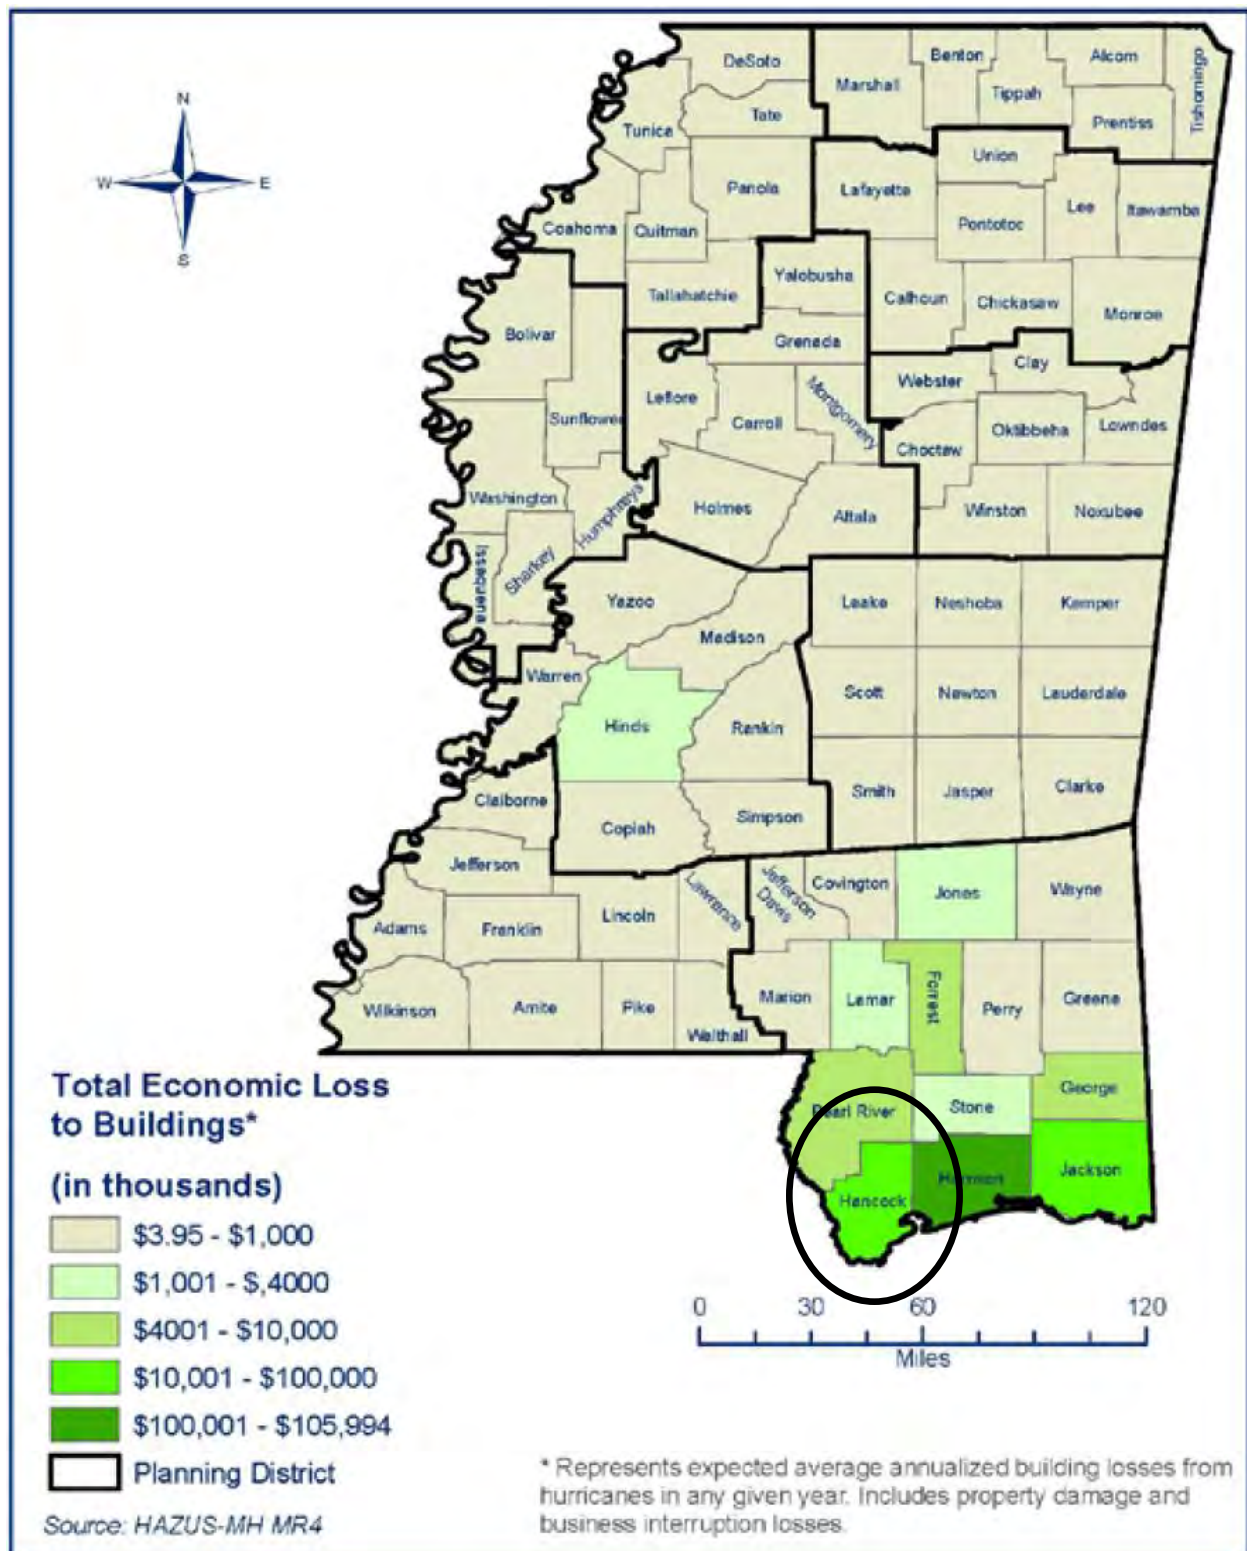 N
W E
S
DeSoto
Marshall
Benton
Tippah
Alcorn
Tishomingo
Tunica
Tate
Prentiss
Union
Panola
Lafayette
Lee
Itawamba
Coahoma
Cuitman
Pontotoc
Tallahatchie
Yalobusha
Calhoun
Chickasaw
Monroe
Bolivar
Grenada
Clay
Webster
Leflore
Montgomery
Sunflower
Carroll
Oktibbeha
Lowndes
Choctaw
Washington
Humphreys
Holmes
Attala
Winston
Noxubee
Issaquena
Sharkey
Yazoo
Leake
Neshoba
Kemper
Madison
Warren
Scott
Newton
Lauderdale
Hinds
Rankin
Smith
Jasper
Clarke
Claiborne
Copiah
Simpson
Jefferson
Lawrence
Jefferson
Davis
Covington
Jones
Wayne
Adams
Franklin
Lincoln
Wilkinson
Amite
Pike
Walthall
Marion
Lamar
Forrest
Perry
Greene
Pearl River
Stone
George
Hancock
Harrison
Jackson
Total Economic Loss
to Buildings*
(in thousands)
$3.95 - $1,000
$1,001 - $,4000
$4001 - $10,000
$10,001 - $100,000
$100,001 - $105,994
Planning District
Source: HAZUS-MH MR4
0 30 60 120
Miles
* Represents expected average annualized building losses from
hurricanes in any given year. Includes property damage and
business interruption losses.